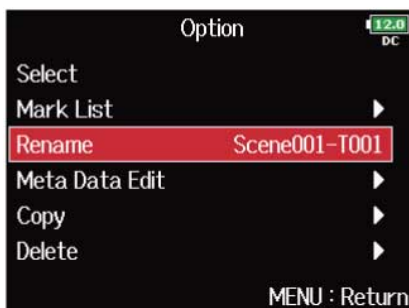 Option
12.0
DC
Select
Mark List
Rename Scene001-T001
Meta Data Edit
Copy
Delete
MENU : Return